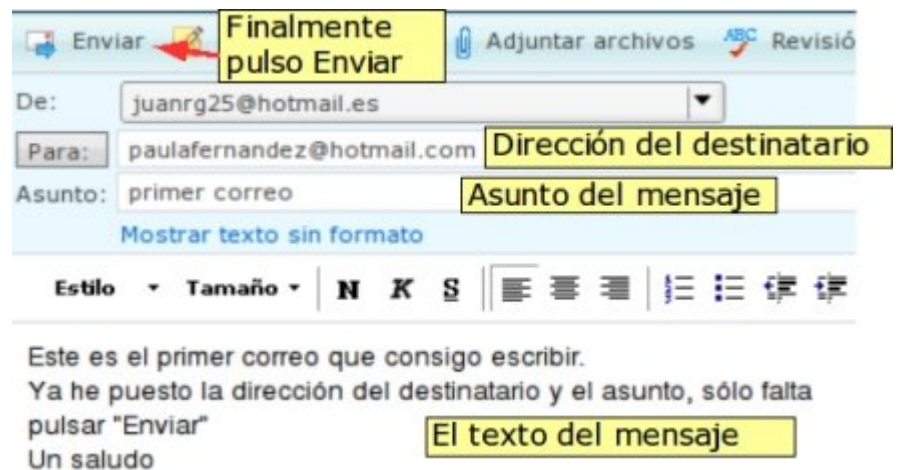 Enviar
Finalmente
pulso Enviar
Adjuntar archivos
ABC Revisió
De: juanrg25@hotmail.es
Para: paulafernandez@hotmail.com Dirección del destinatario
Asunto: primer correo Asunto del mensaje
Mostrar texto sin formato
Estilo Tamaño N K S
Este es el primer correo que consigo escribir.
Ya he puesto la dirección del destinatario y el asunto, sólo falta
pulsar "Enviar"
El texto del mensaje
Un saludo